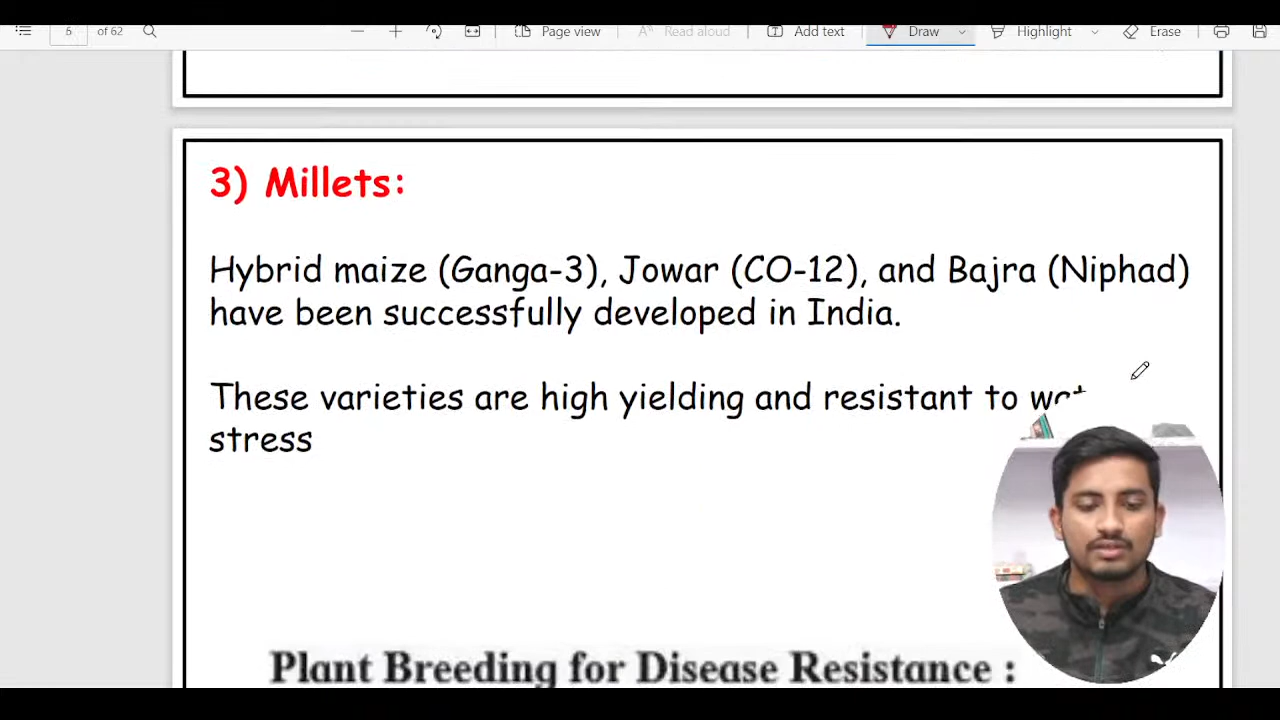 5 of 62 Page view Read aloud Add text Draw Highlight Erase
3) Millets:
Hybrid maize (Ganga-3), Jowar (CO-12), and Bajra (Niphad)
have been successfully developed in India.
These varieties are high yielding and resistant to
stress
Plant Breeding for Disease Resistance :